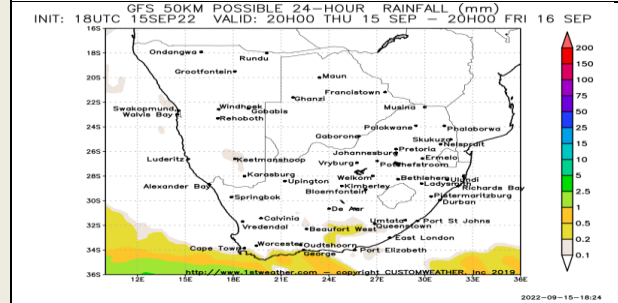 GFS 50KM POSSIBLE 24-HOUR RAINFALL (mm)
INIT: 18UTC 15SEP22 VALID: 20H00 THU 15 SEP – 20H00 FRI 16 SEP
16S
Ondangwa
Rundu
200
150
Grootfontein
Maun
20S
100
Francistown
75
Ghanzi
22S
Musina
50
Swakopmund
Windhoek
Gobabis
Walvis Bay
Rehoboth
25
24S
Polokwane
Phalaborwa
Gaborone
Skukuza
15
26S
Johannesburg
Pretoria
Nelspruit
10
Luderitz
Keetmanshoop
Vryburg
Potchefstroom
Ermelo
5
28S
Karasburg
Upington
Welkom
Bethlehem
Ulundi
2.5
Alexander Bay
Kimberley
Ladysmith
Richards Bay
Bloemfontein
1
30S
Springbok
Pietermaritzburg
Durban
De Aar
0.5
32S
Calvinia
Umtata
Port St Johns
Vredendal
Beaufort West
Queenstown
0.2
East London
34S
Cape Town
Worcester
Oudtshoorn
George
Port Elizabeth
0.1
36S
http://www.1stweather.com – copyright CUSTOMWEATHER, Inc 2019
12E 15E 18E 21E 24E 27E 30E 33E 36E
2022-09-15-18:24